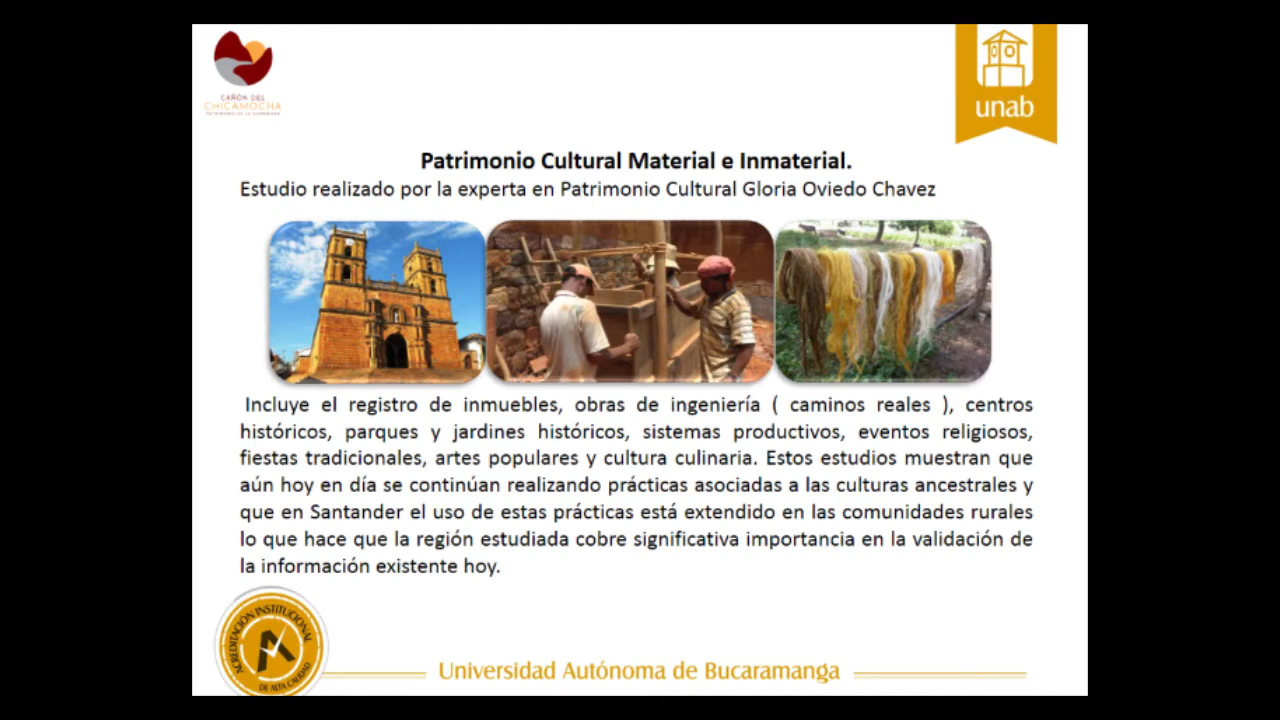 CAÑÓN DEL
CHICAMOCHA
PATRIMONIO DE LA HUMANIDAD
unab
Patrimonio Cultural Material e Inmaterial.
Estudio realizado por la experta en Patrimonio Cultural Gloria Oviedo Chavez
Incluye el registro de inmuebles, obras de ingeniería ( caminos reales ), centros
históricos, parques y jardines históricos, sistemas productivos, eventos religiosos,
fiestas tradicionales, artes populares y cultura culinaria. Estos estudios muestran que
aún hoy en día se continúan realizando prácticas asociadas a las culturas ancestrales y
que en Santander el uso de estas prácticas está extendido en las comunidades rurales
lo que hace que la región estudiada cobre significativa importancia en la validación de
la información existente hoy.
ACREDITACIÓN INSTITUCIONAL
DE ALTA CALIDAD
Universidad Autónoma de Bucaramanga